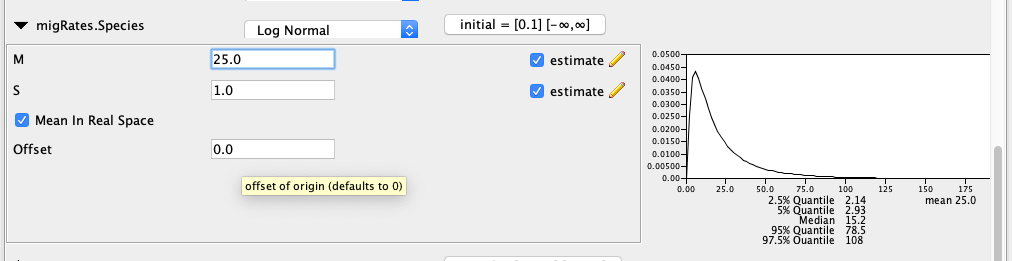 migRates.Species Log Normal initial = [0.1] [-∞,∞]
M 25.0 estimate
S 1.0 estimate
Mean In Real Space
Offset 0.0
offset of origin (defaults to 0)
0.0500
0.0450
0.0400
0.0350
0.0300
0.0250
0.0200
0.0150
0.0100
0.00500
0.00
0.00 25.0 50.0 75.0 100 125 150 175
2.5% Quantile 2.14 mean 25.0
5% Quantile 2.93
Median 15.2
95% Quantile 78.5
97.5% Quantile 108